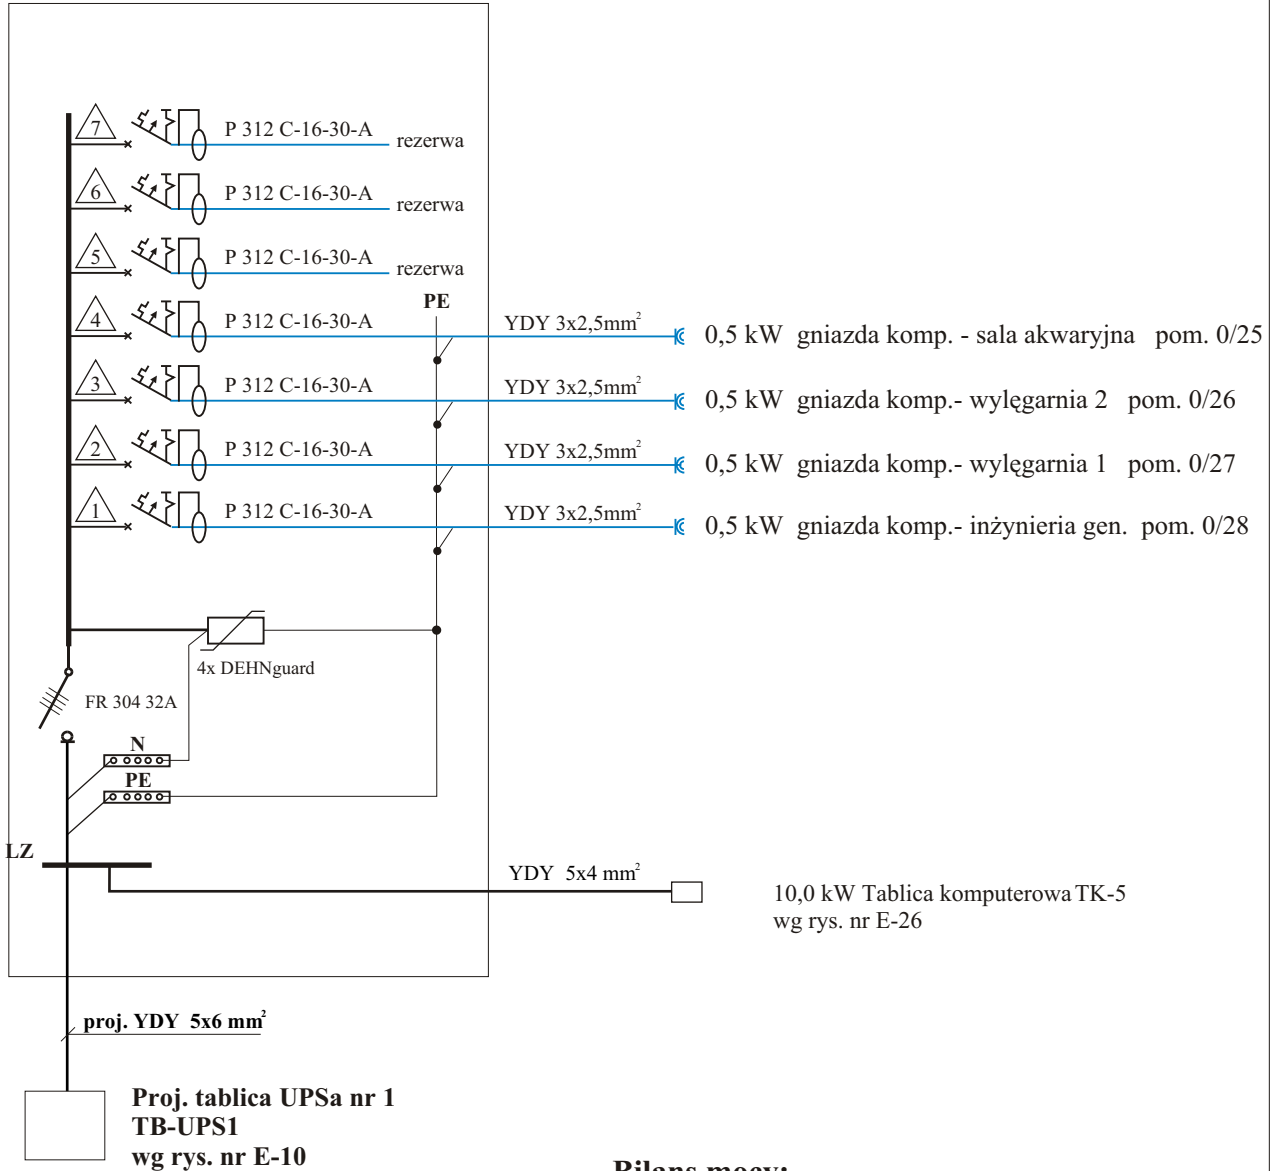 7 P 312 C-16-30-A rezerwa
6 P 312 C-16-30-A rezerwa
5 P 312 C-16-30-A rezerwa
PE
4 P 312 C-16-30-A YDY 3x2,5mm² 0,5 kW gniazda komp. - sala akwaryjna pom. 0/25
3 P 312 C-16-30-A YDY 3x2,5mm² 0,5 kW gniazda komp.- wylęgarnia 2 pom. 0/26
2 P 312 C-16-30-A YDY 3x2,5mm² 0,5 kW gniazda komp.- wylęgarnia 1 pom. 0/27
1 P 312 C-16-30-A YDY 3x2,5mm² 0,5 kW gniazda komp.- inżynieria gen. pom. 0/28
4x DEHNguard
FR 304 32A
N
PE
LZ
YDY 5x4 mm²
10,0 kW Tablica komputerowa TK-5
wg rys. nr E-26
proj. YDY 5x6 mm²
Proj. tablica UPSa nr 1
TB-UPS1
wg rys. nr E-10
Bilans mocy: